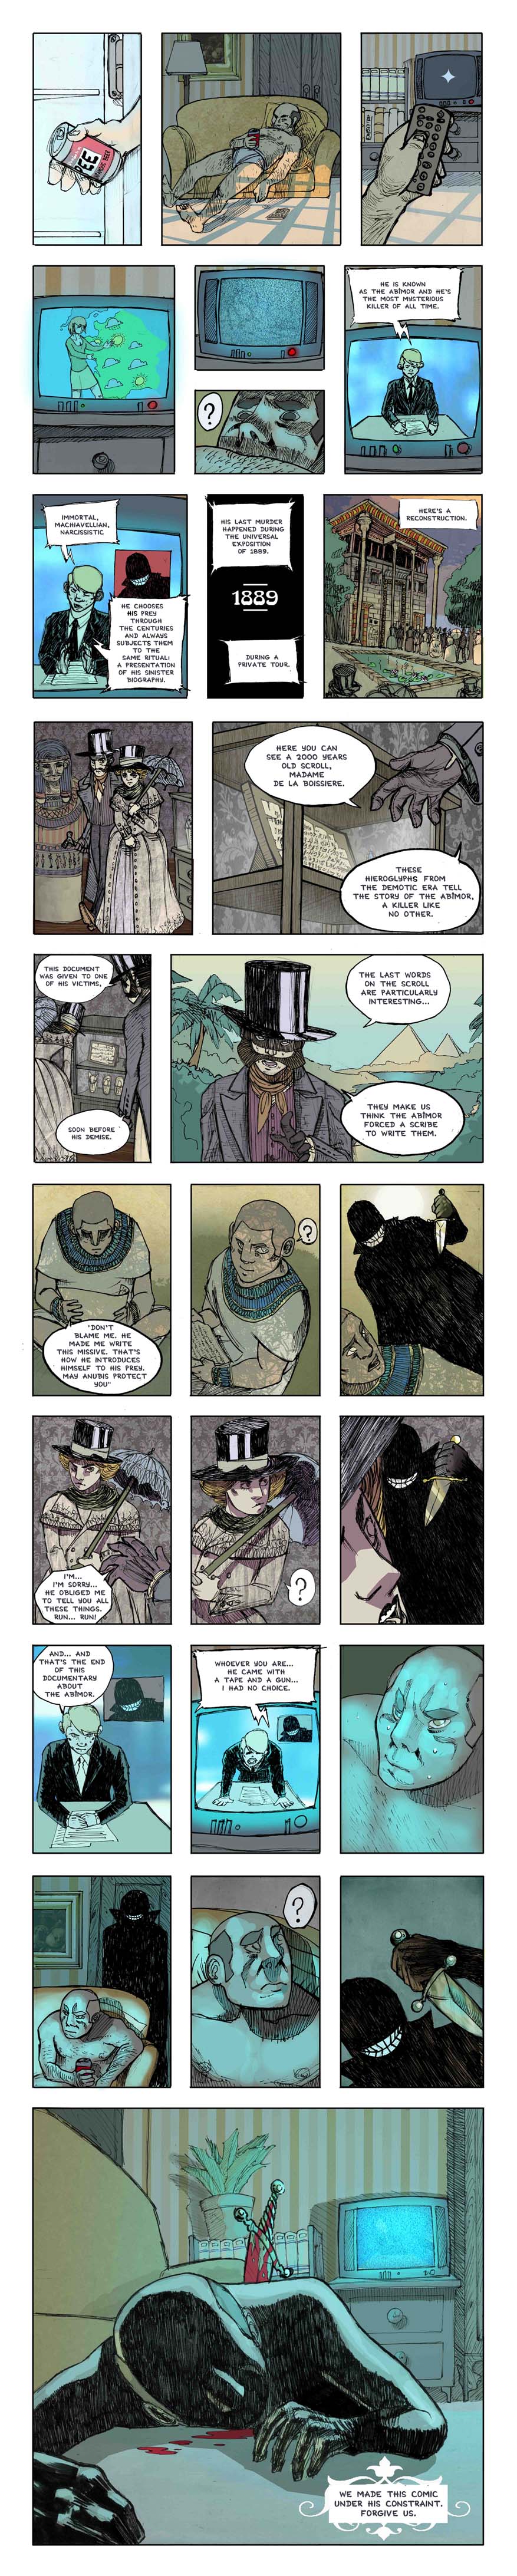 ?
HE IS KNOWN
AS THE ABÎMOR AND HE'S
THE MOST MYSTERIOUS
KILLER OF ALL TIME.
IMMORTAL,
MACHIAVELLIAN,
NARCISSISTIC
HE CHOOSES
HIS PREY
THROUGH
THE CENTURIES
AND ALWAYS
SUBJECTS THEM
TO THE
SAME RITUAL:
A PRESENTATION
OF HIS SINISTER
BIOGRAPHY.
HIS LAST MURDER
HAPPENED DURING
THE UNIVERSAL
EXPOSITION
OF 1889.
1889
DURING A
PRIVATE TOUR.
HERE'S A
RECONSTRUCTION.
HERE YOU CAN
SEE A 2000 YEARS
OLD SCROLL,
MADAME
DE LA BOISSIERE.
THESE
HIEROGLYPHS FROM
THE DEMOTIC ERA TELL
THE STORY OF THE ABÎMOR,
A KILLER LIKE
NO OTHER.
THIS DOCUMENT
WAS GIVEN TO ONE
OF HIS VICTIMS,
SOON BEFORE
HIS DEMISE.
THE LAST WORDS
ON THE SCROLL
ARE PARTICULARLY
INTERESTING...
THEY MAKE US
THINK THE ABÎMOR
FORCED A SCRIBE
TO WRITE THEM.
"DON'T
BLAME ME. HE
MADE ME WRITE
THIS MISSIVE. THAT'S
HOW HE INTRODUCES
HIMSELF TO HIS PREY.
MAY ANUBIS PROTECT
YOU"
?
I'M...
I'M SORRY...
HE OBLIGED ME
TO TELL YOU ALL
THESE THINGS.
RUN... RUN!
?
AND... AND
THAT'S THE END
OF THIS
DOCUMENTARY
ABOUT
THE ABÎMOR.
WHOEVER YOU ARE...
HE CAME WITH
A TAPE AND A GUN...
I HAD NO CHOICE.
?
WE MADE THIS COMIC
UNDER HIS CONSTRAINT.
FORGIVE US.